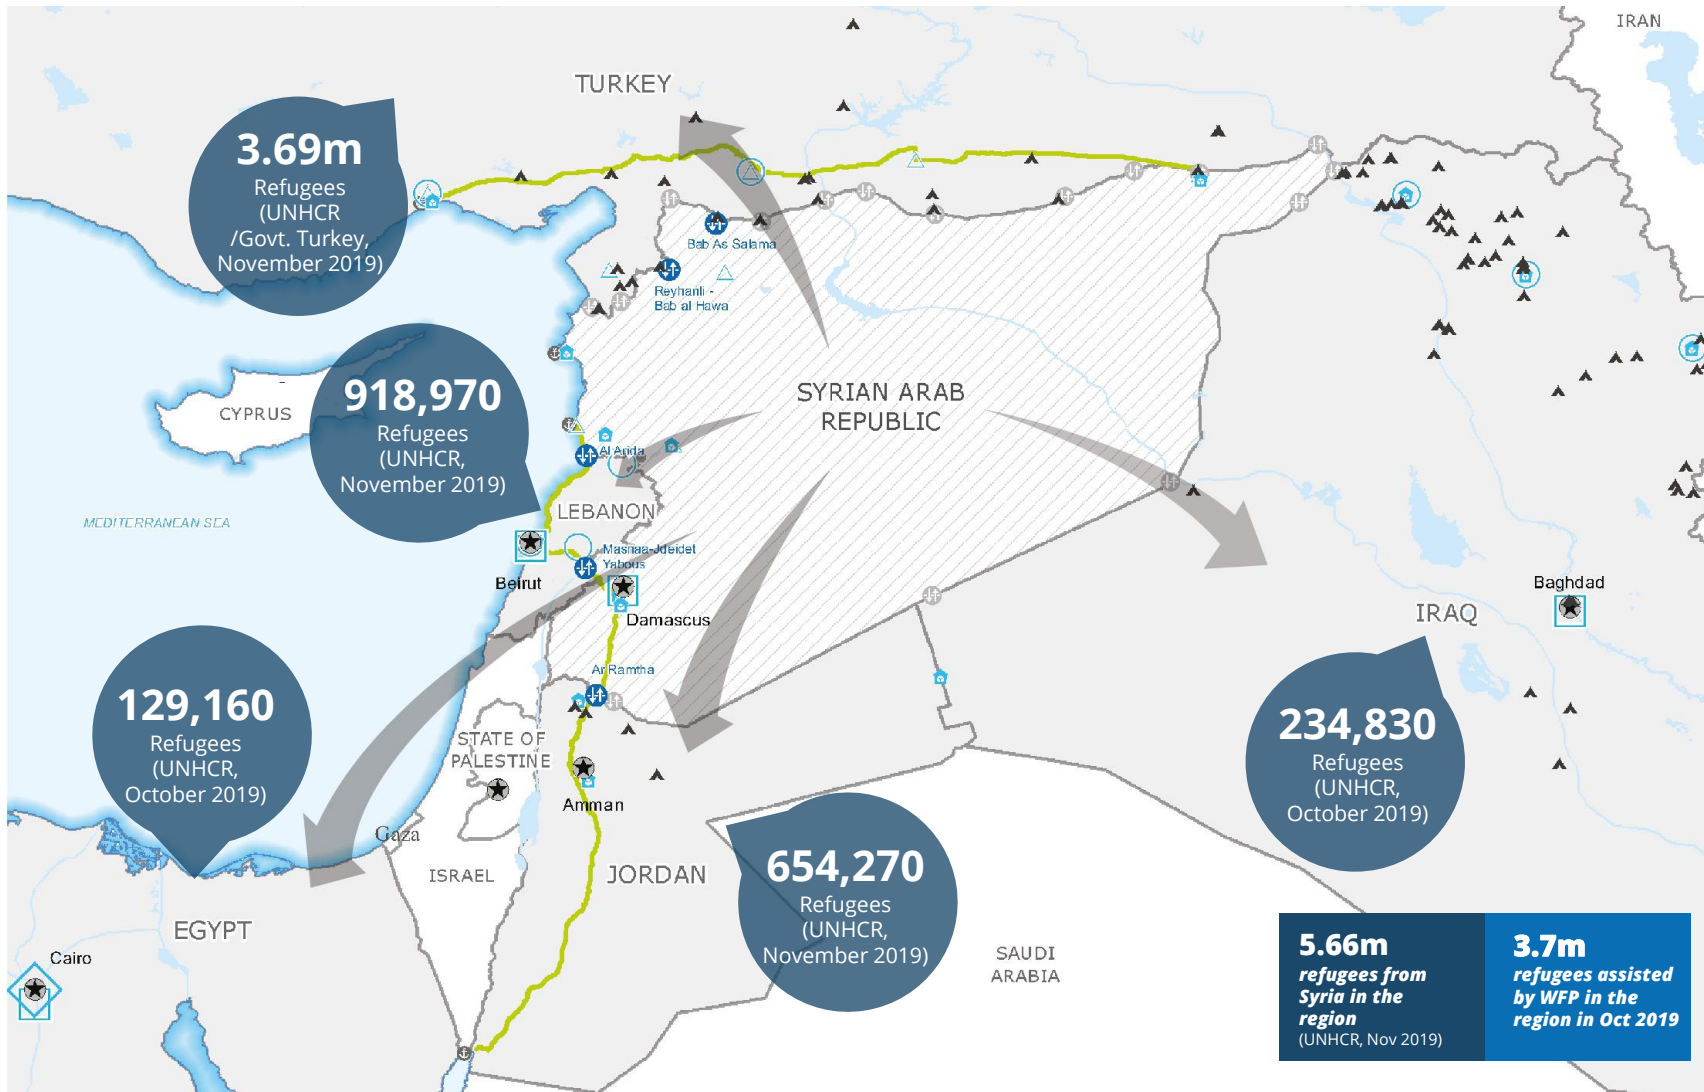 IRAN
TURKEY
3.69m
Refugees
(UNHCR
/Govt. Turkey,
November 2019)
Bab As Salama
Reyhanli -
Bab al Hawa
SYRIAN ARAB
REPUBLIC
CYPRUS
918,970
Refugees
(UNHCR,
November 2019)
Al Arida
LEBANON
MEDITERRANEAN SEA
Masnaa-Jdeidet
Yabous
Beirut
Damascus
Baghdad
IRAQ
Ar Ramtha
129,160
Refugees
(UNHCR,
October 2019)
STATE OF
PALESTINE
234,830
Refugees
(UNHCR,
October 2019)
Amman
Gaza
ISRAEL
JORDAN
654,270
Refugees
(UNHCR,
November 2019)
EGYPT
Cairo
SAUDI
ARABIA
5.66m
refugees from
Syria in the
region
(UNHCR, Nov 2019)
3.7m
refugees assisted
by WFP in the
region in Oct 2019